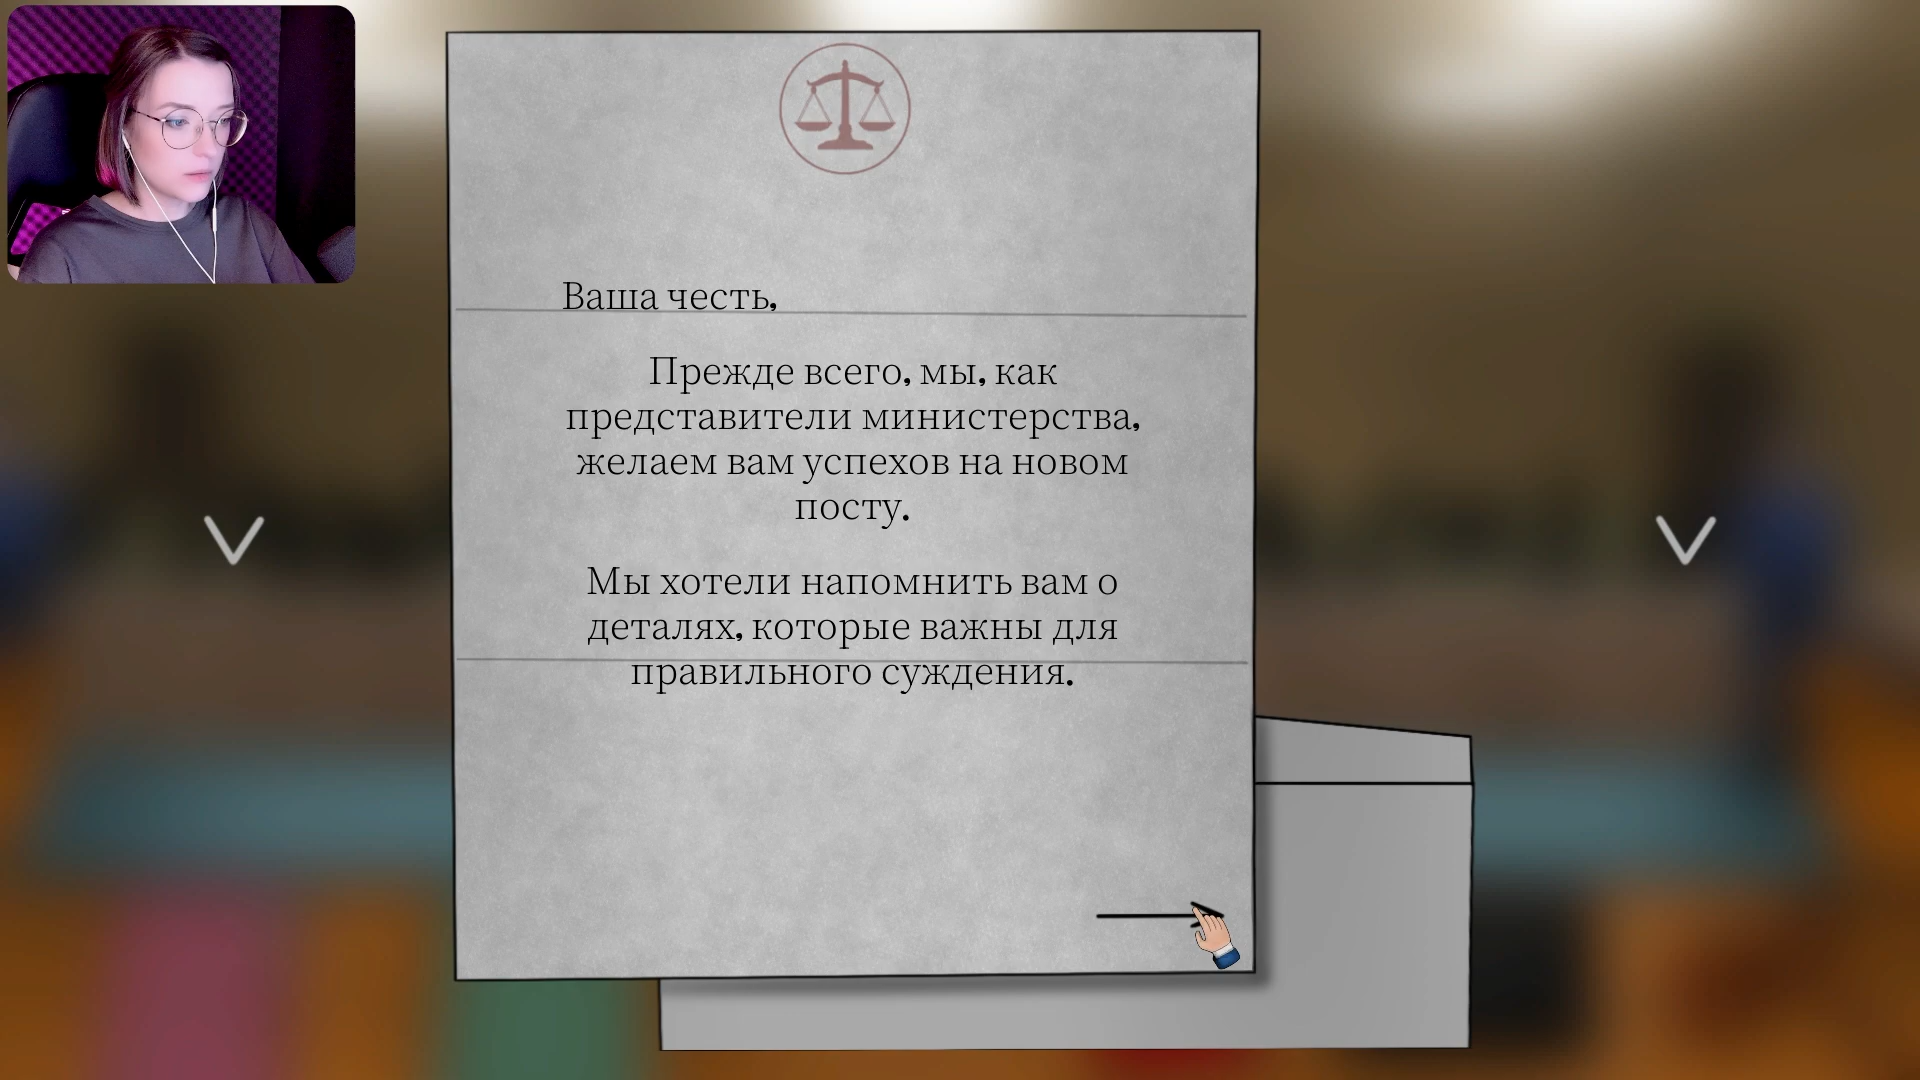 Ваша честь,
Прежде всего, мы, как
представители министерства,
желаем вам успехов на новом
посту.
Мы хотели напомнить вам о
деталях, которые важны для
правильного суждения.